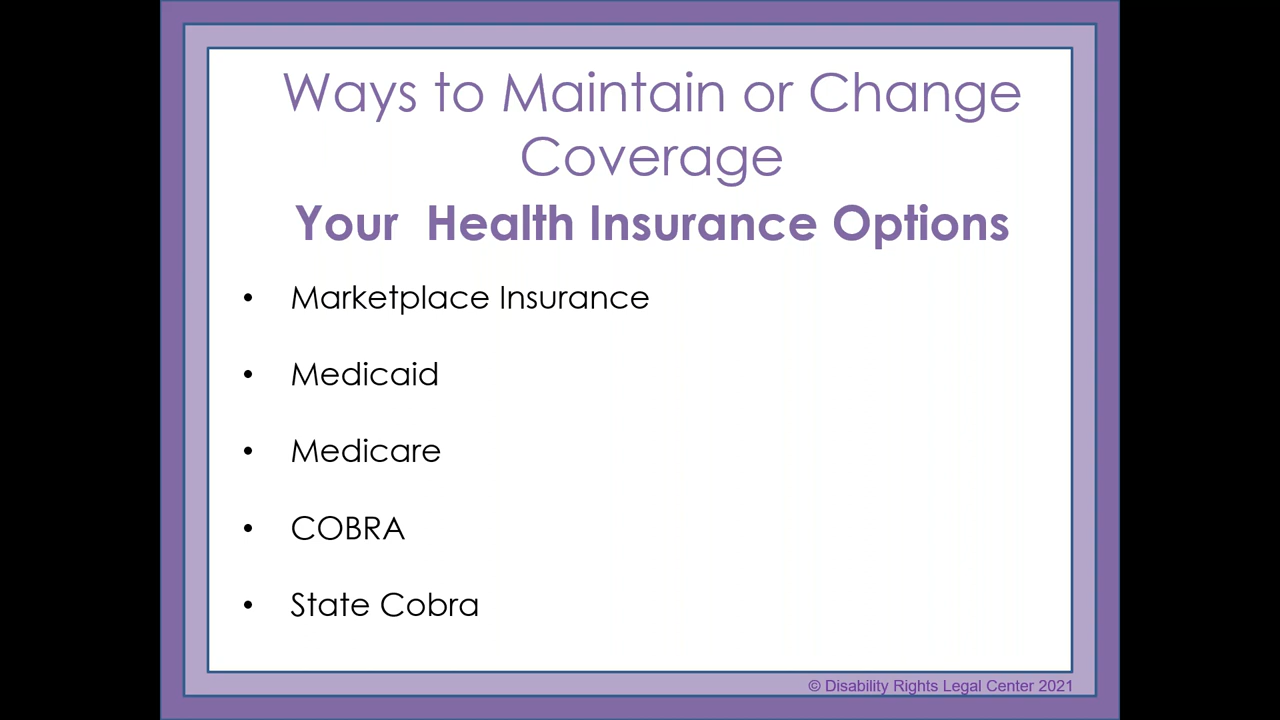 Ways to Maintain or Change
Coverage
Your  Health Insurance Options
• Marketplace Insurance
• Medicaid
• Medicare
• COBRA
• State Cobra
© Disability Rights Legal Center 2021